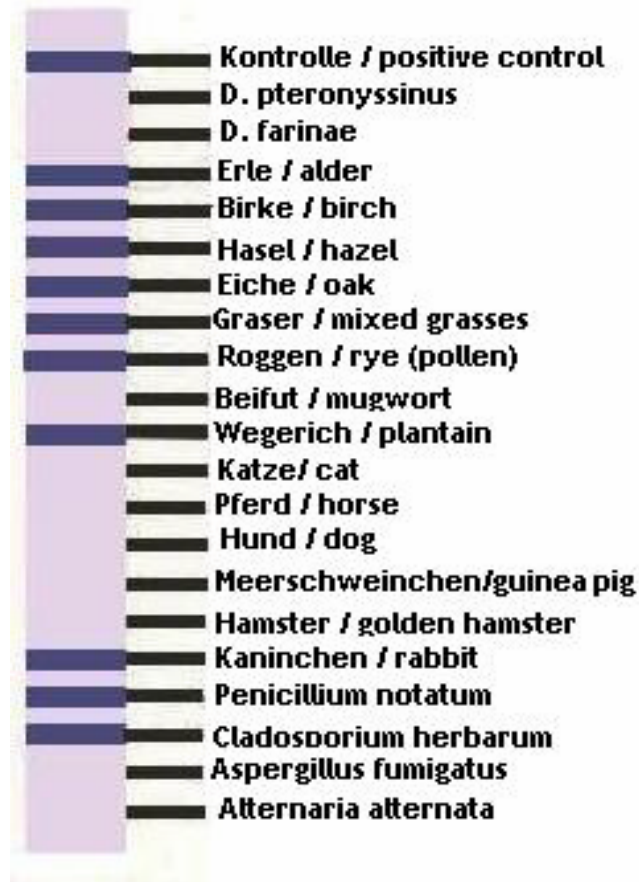 Kontrolle / positive control
D. pteronyssinus
D. farinae
Erle / alder
Birke / birch
Hasel / hazel
Eiche / oak
Graser / mixed grasses
Roggen / rye (pollen)
Beifut / mugwort
Wegerich / plantain
Katze/ cat
Pferd / horse
Hund / dog
Meerschweinchen/guinea pig
Hamster / golden hamster
Kaninchen / rabbit
Penicillium notatum
Cladosporium herbarum
Aspergillus fumigatus
Alternaria alternata